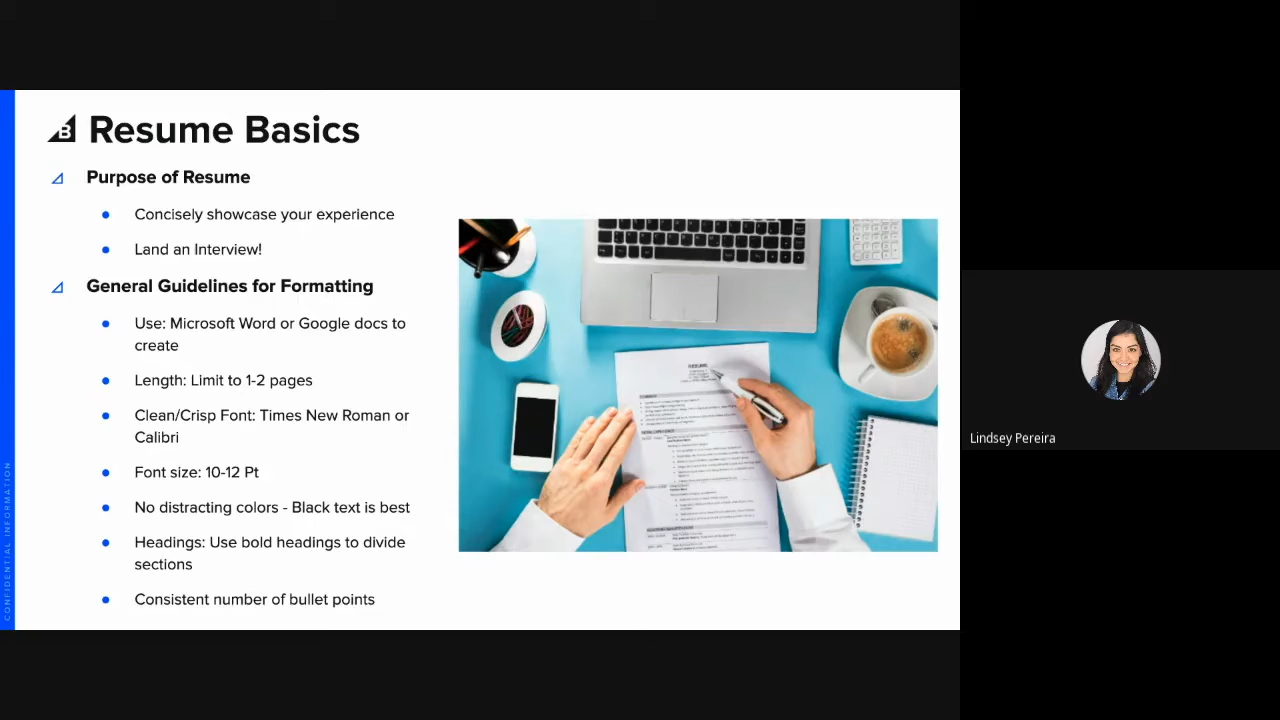 B Resume Basics
Purpose of Resume
Concisely showcase your experience
Land an Interview!
General Guidelines for Formatting
Use: Microsoft Word or Google docs to
create
Length: Limit to 1-2 pages
Clean/Crisp Font: Times New Roman or
Calibri
Font size: 10-12 Pt
No distracting colors - Black text is best
Headings: Use bold headings to divide
sections
Consistent number of bullet points
CONFIDENTIAL INFORMATION
RESUME
Lindsey Pereira